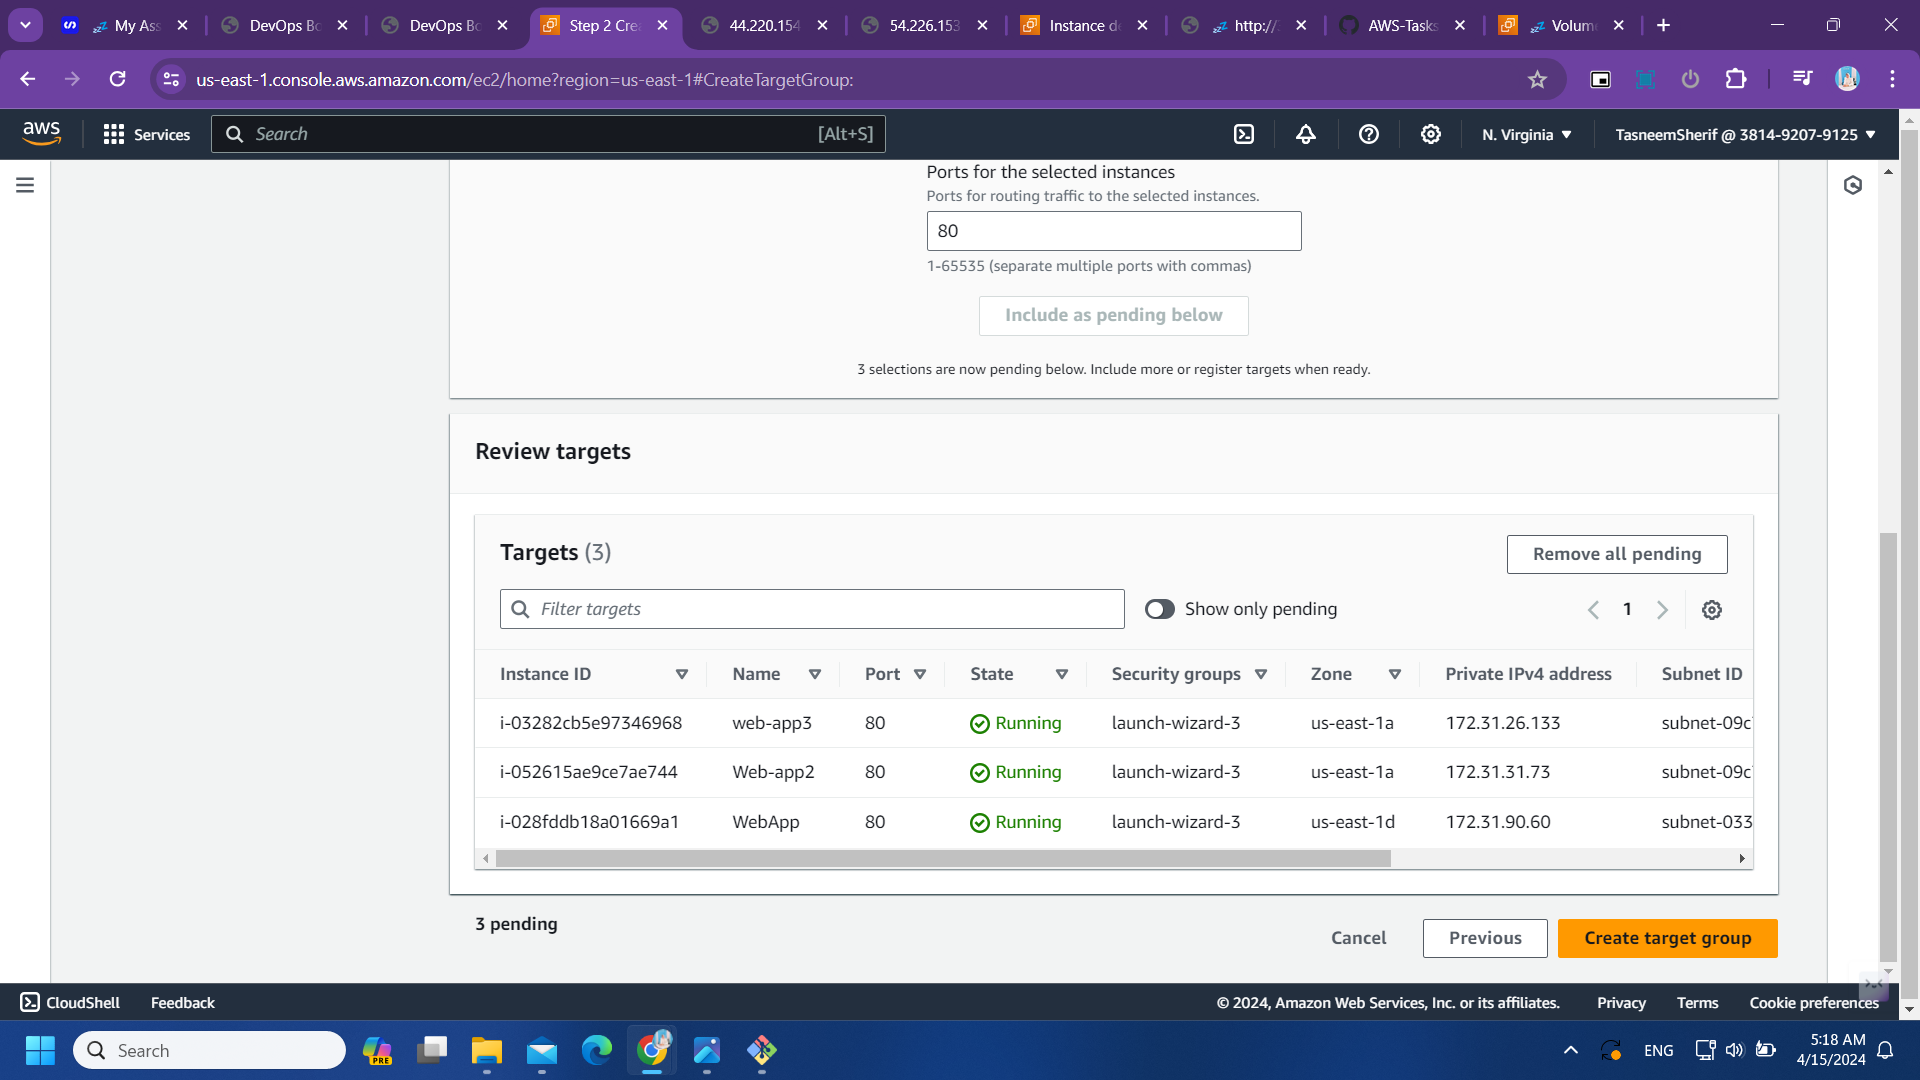 My Ass
DevOps Bo
DevOps Bo
Step 2 Crea
44.220.154
54.226.153
Instance de
http://
AWS-Tasks
Volum
us-east-1.console.aws.amazon.com/ec2/home?region=us-east-1#CreateTargetGroup:
aws
Services
Search
[Alt+S]
N. Virginia
TasneemSherif @ 3814-9207-9125
Ports for the selected instances
Ports for routing traffic to the selected instances.
80
1-65535 (separate multiple ports with commas)
Include as pending below
3 selections are now pending below. Include more or register targets when ready.
Review targets
Targets (3)
Remove all pending
Filter targets
Show only pending
1
Instance ID Name Port State Security groups Zone Private IPv4 address Subnet ID
i-03282cb5e97346968 web-app3 80 Running launch-wizard-3 us-east-1a 172.31.26.133 subnet-09c
i-052615ae9ce7ae744 Web-app2 80 Running launch-wizard-3 us-east-1a 172.31.31.73 subnet-09c
i-028fddb18a01669a1 WebApp 80 Running launch-wizard-3 us-east-1d 172.31.90.60 subnet-033
3 pending
Cancel
Previous
Create target group
CloudShell
Feedback
© 2024, Amazon Web Services, Inc. or its affiliates.
Privacy
Terms
Cookie preferences
Search
PRE
ENG
5:18 AM
4/15/2024